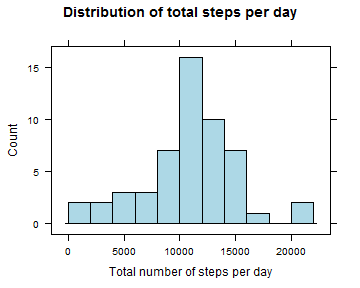 Distribution of total steps per day
15
10
5
0
Count
0 5000 10000 15000 20000
Total number of steps per day